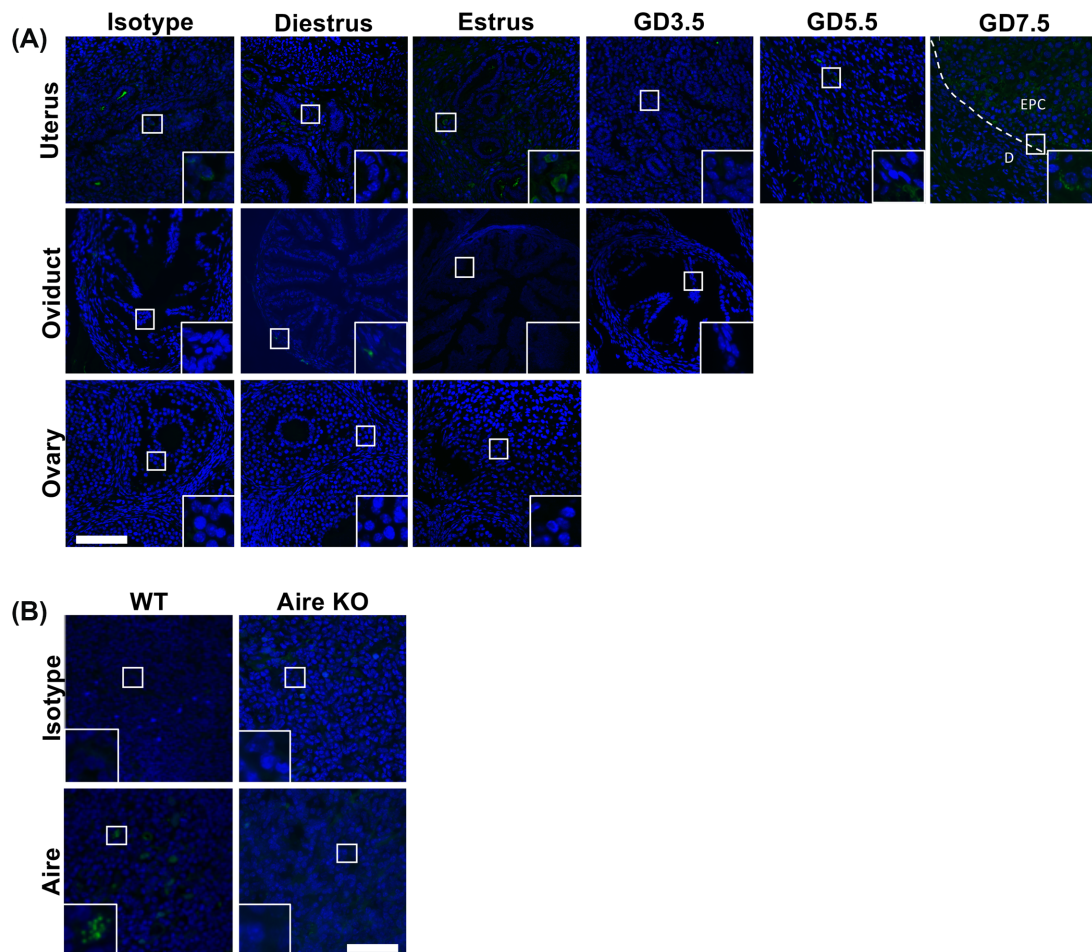 (A)
Isotype Diestrus Estrus GD3.5 GD5.5 GD7.5
Uterus
EPC
D
Oviduct
Ovary
(B)
WT Aire KO
Isotype
Aire